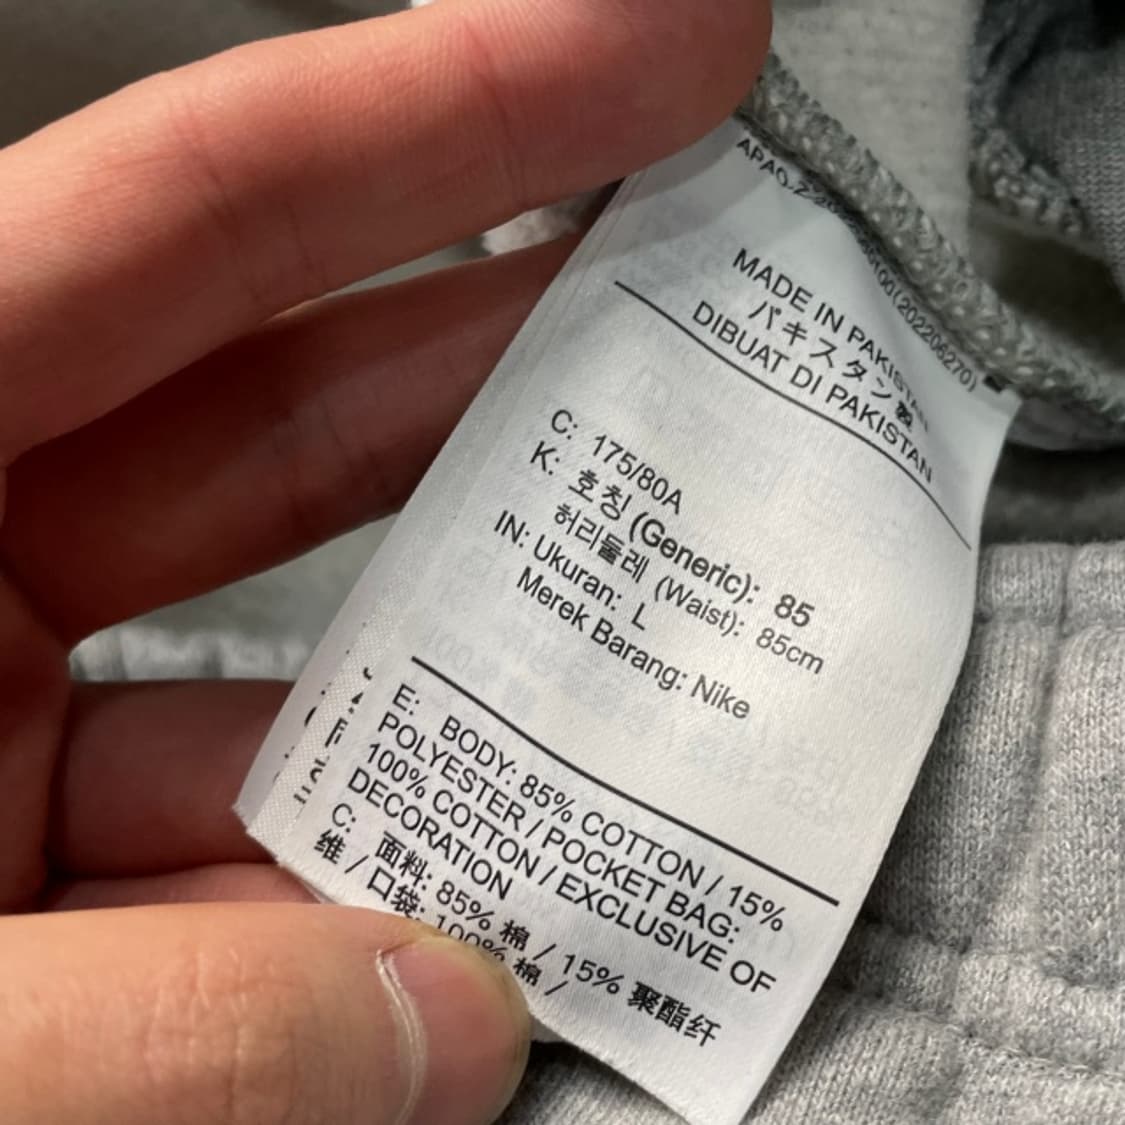 MADE IN PAKISTAN
パキスタン製
DIBUAT DI PAKISTAN
C: 175/80A
K: 호칭 (Generic): 85
허리둘레 (Waist): 85cm
IN: Ukuran: L
Merek Barang: Nike
E: BODY: 85% COTTON / 15%
POLYESTER / POCKET BAG:
100% COTTON / EXCLUSIVE OF
DECORATION
C: 面料: 85% 棉 / 15% 聚酯纤
维 / 口袋: 100% 棉 /